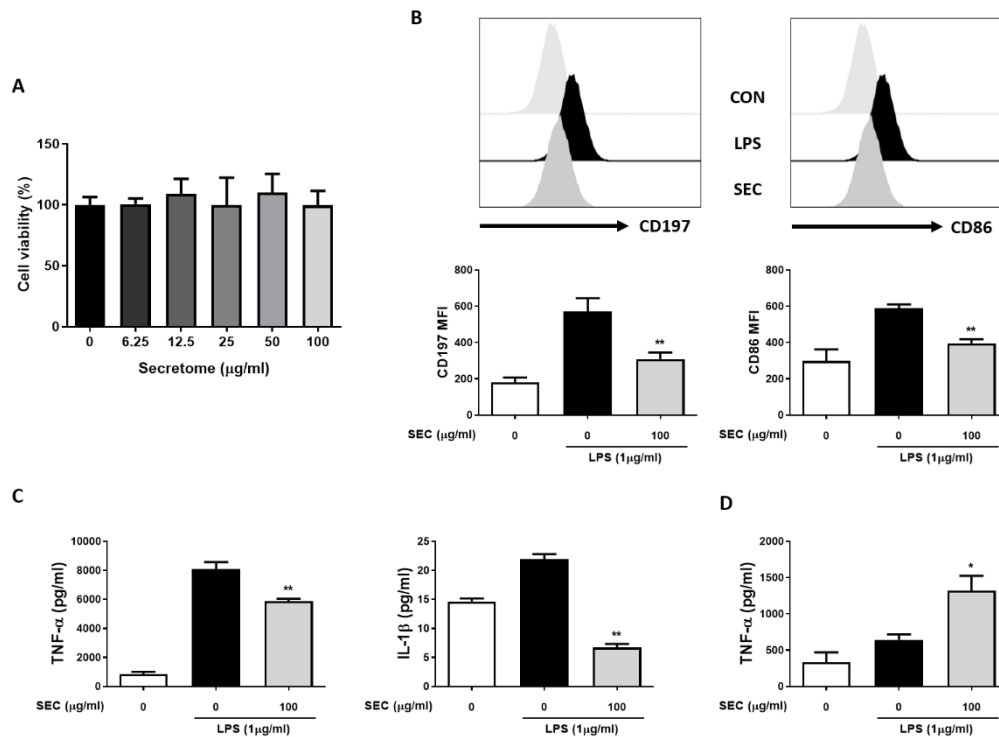 A
150
100
50
0
Cell viability (%)
0 6.25 12.5 25 50 100
Secretome (μg/ml)
B
CON
LPS
SEC
CD197
CD86
800
600
400
200
0
CD197 MFI
**
SEC (μg/ml) 0 0 100
LPS (1μg/ml)
800
600
400
200
0
CD86 MFI
**
SEC (μg/ml) 0 0 100
LPS (1μg/ml)
C
10000
8000
6000
4000
2000
0
TNF-α (pg/ml)
**
SEC (μg/ml) 0 0 100
LPS (1μg/ml)
25
20
15
10
5
0
IL-1β (pg/ml)
**
SEC (μg/ml) 0 0 100
LPS (1μg/ml)
D
2000
1500
1000
500
0
TNF-α (pg/ml)
*
SEC (μg/ml) 0 0 100
LPS (1μg/ml)